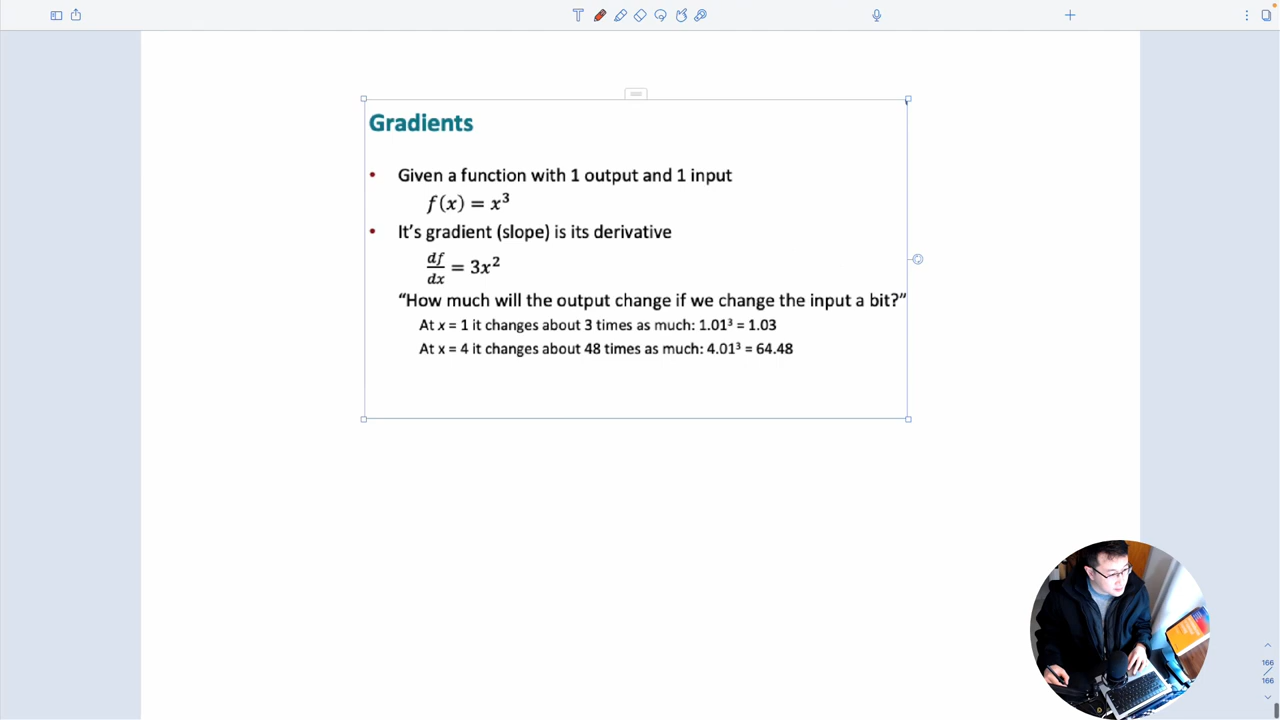 Gradients
• Given a function with 1 output and 1 input
f(x) = x³
• It's gradient (slope) is its derivative
df/dx = 3x²
“How much will the output change if we change the input a bit?”
At x = 1 it changes about 3 times as much: 1.01³ = 1.03
At x = 4 it changes about 48 times as much: 4.01³ = 64.48
166
/
166